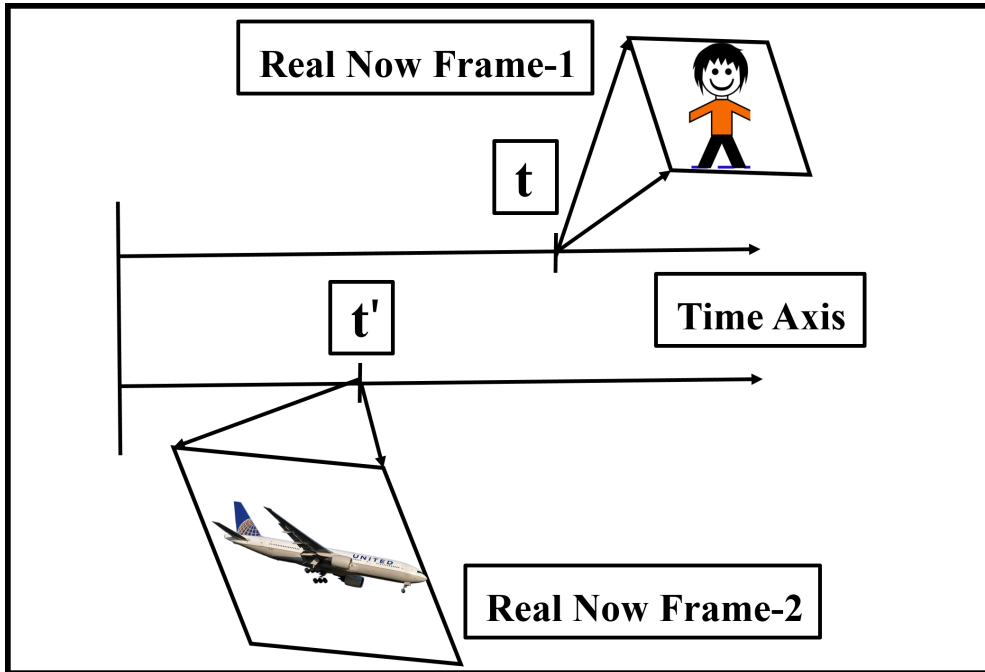 Real Now Frame-1
t
t'
Time Axis
UNITED
Real Now Frame-2